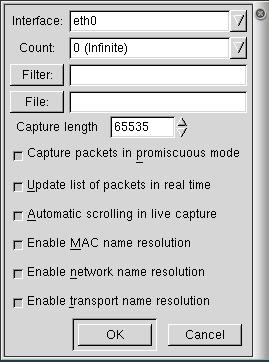 Interface: eth0
Count: 0 (Infinite)
Filter:
File:
Capture length 65535
Capture packets in promiscuous mode
Update list of packets in real time
Automatic scrolling in live capture
Enable MAC name resolution
Enable network name resolution
Enable transport name resolution
OK Cancel